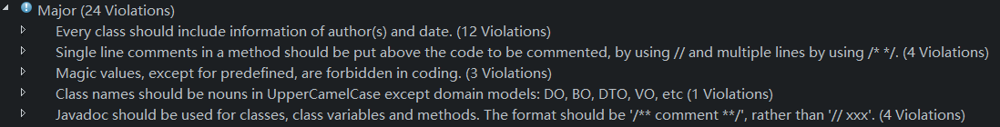 Major (24 Violations)
Every class should include information of author(s) and date. (12 Violations)
Single line comments in a method should be put above the code to be commented, by using // and multiple lines by using /* */. (4 Violations)
Magic values, except for predefined, are forbidden in coding. (3 Violations)
Class names should be nouns in UpperCamelCase except domain models: DO, BO, DTO, VO, etc (1 Violations)
Javadoc should be used for classes, class variables and methods. The format should be '/** comment **/', rather than '// xxx'. (4 Violations)